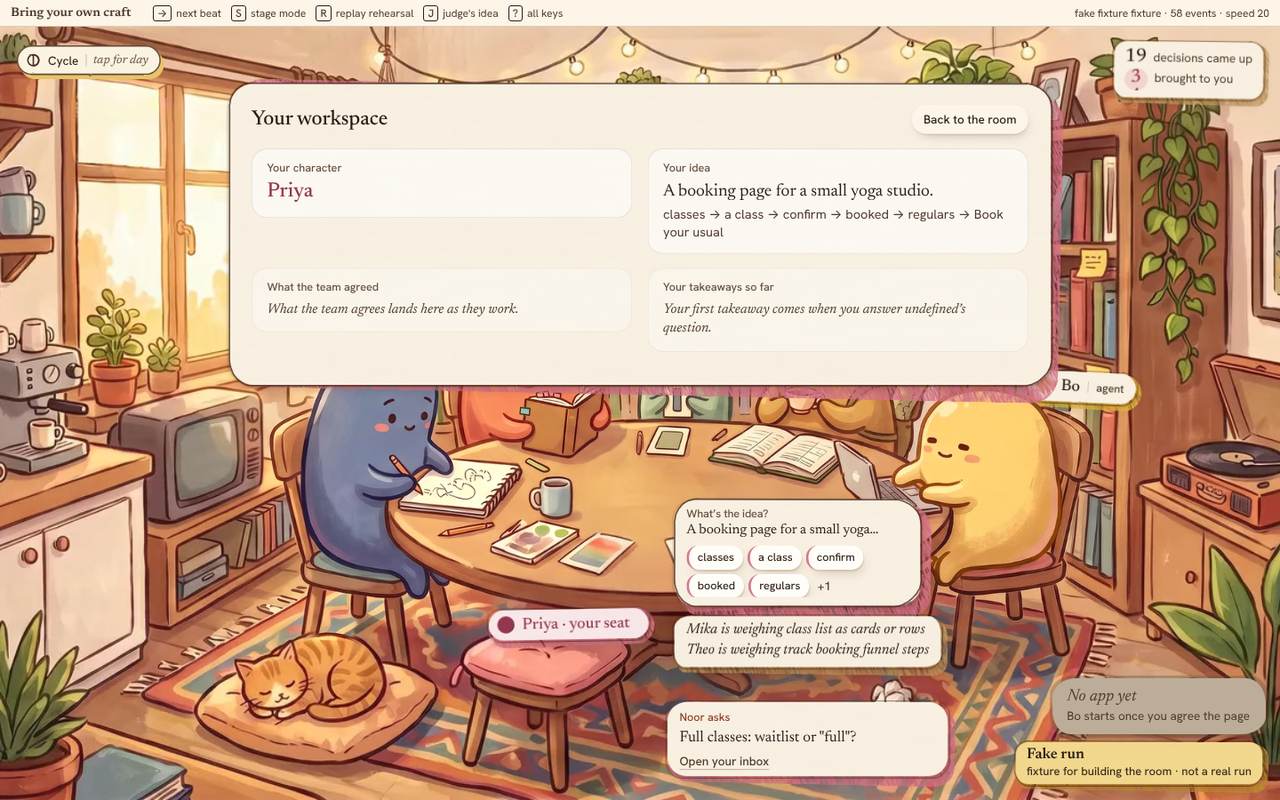 Bring your own craft
→ next beat S stage mode R replay rehearsal J judge's idea ? all keys
fake fixture fixture · 58 events · speed 20
Cycle tap for day
19 decisions came up
3 brought to you
Your workspace
Back to the room
Your character
Priya
Your idea
A booking page for a small yoga studio.
classes → a class → confirm → booked → regulars → Book
your usual
What the team agreed
What the team agrees lands here as they work.
Your takeaways so far
Your first takeaway comes when you answer undefined's
question.
Bo agent
What's the idea?
A booking page for a small yoga...
classes a class confirm
booked regulars +1
Priya · your seat
Mika is weighing class list as cards or rows
Theo is weighing track booking funnel steps
Noor asks
Full classes: waitlist or "full"?
Open your inbox
No app yet
Bo starts once you agree the page
Fake run
fixture for building the room · not a real run